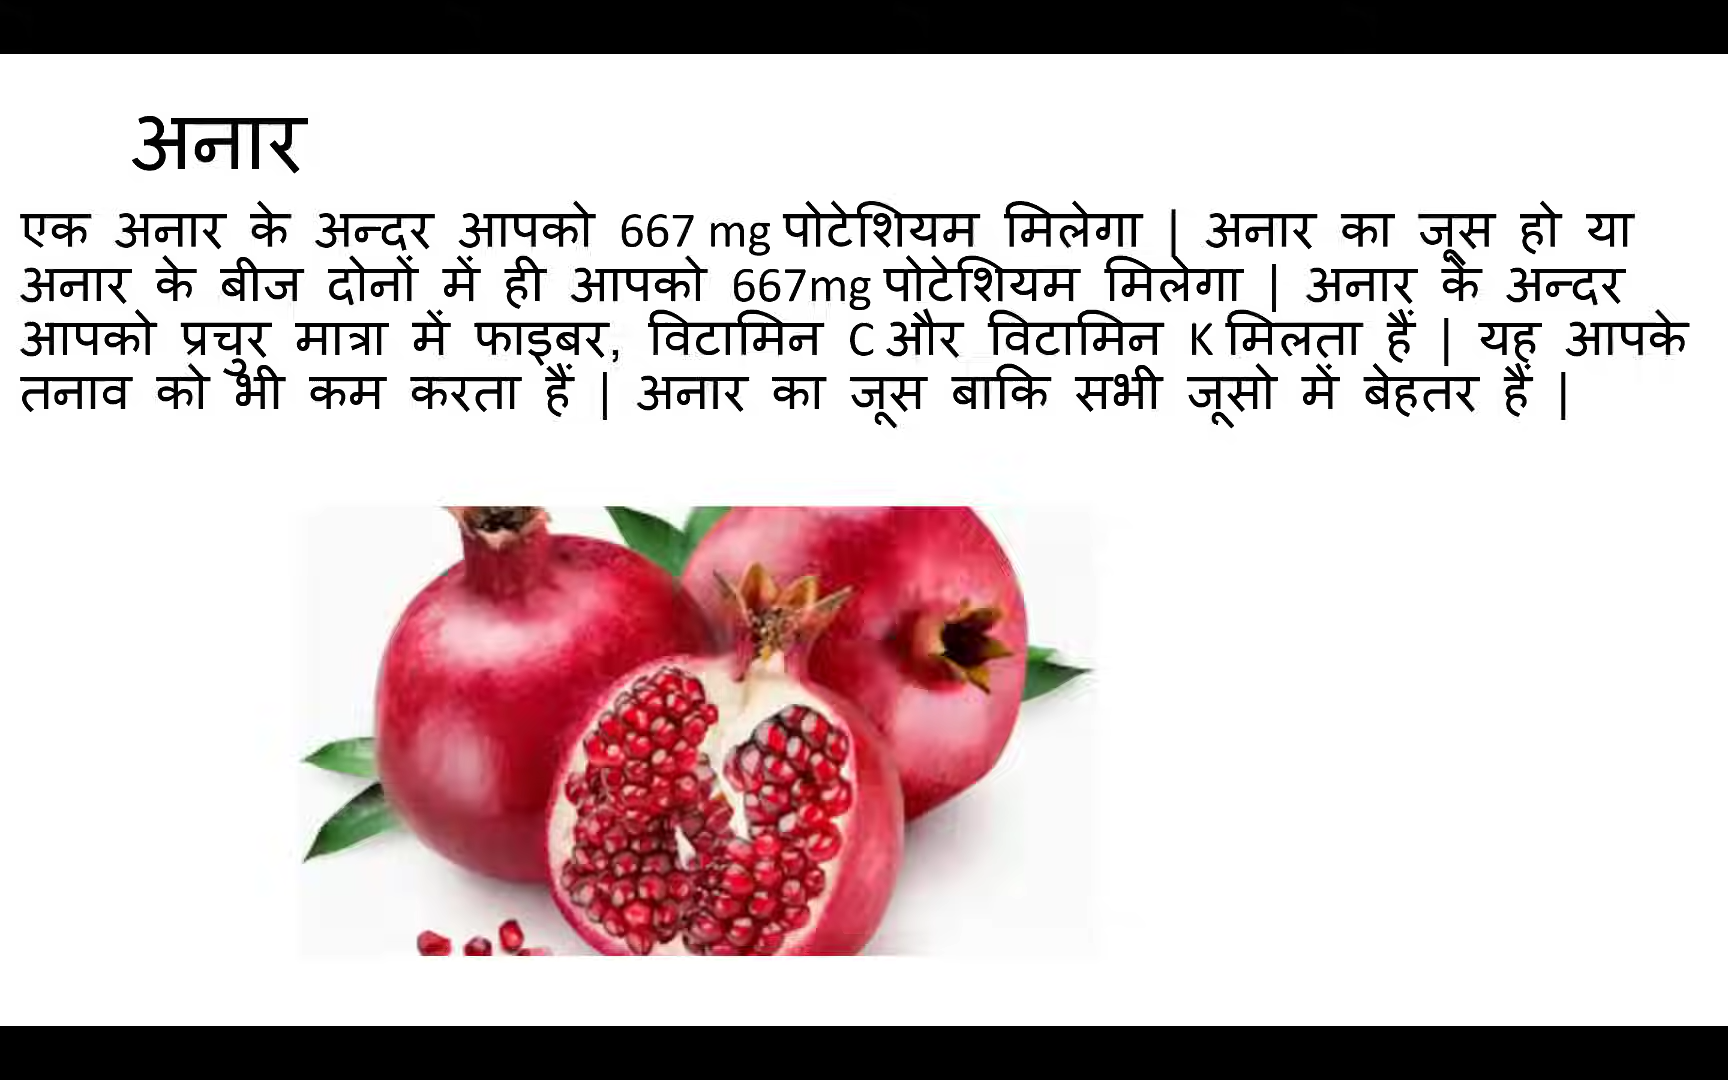 अनार
एक अनार के अन्दर आपको 667 mg पोटेशियम मिलेगा | अनार का जूस हो या
अनार के बीज दोनों में ही आपको 667mg पोटेशियम मिलेगा | अनार के अन्दर
आपको प्रचुर मात्रा में फाइबर, विटामिन C और विटामिन K मिलता हैं | यह आपके
तनाव को भी कम करता हैं | अनार का जूस बाकि सभी जूसो में बेहतर हैं |